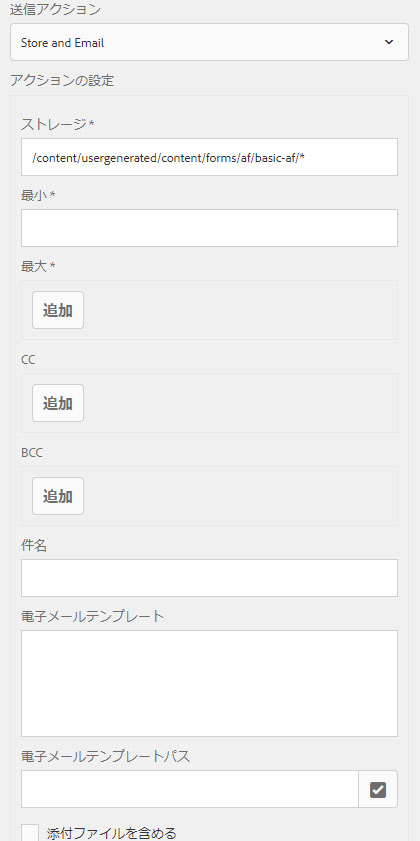 送信アクション
Store and Email
アクションの設定
ストレージ *
/content/usergenerated/content/forms/af/basic-af/*
最小 *
最大 *
追加
CC
追加
BCC
追加
件名
電子メールテンプレート
電子メールテンプレートパス
添付ファイルを含める